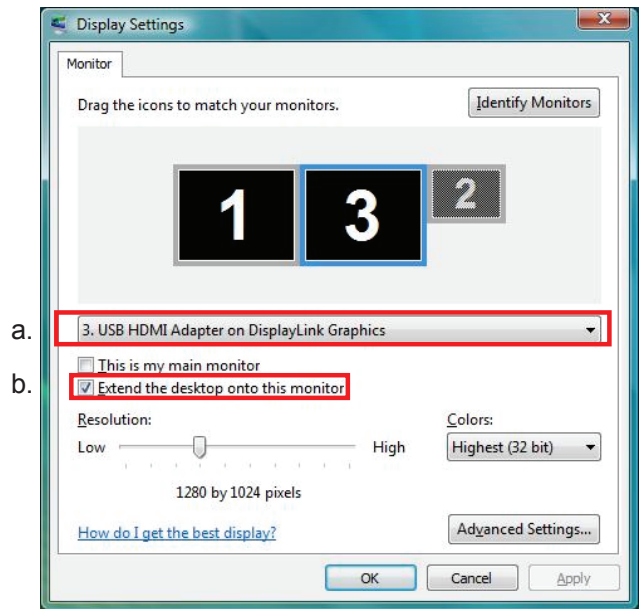 Display Settings
Monitor
Drag the icons to match your monitors.
Identify Monitors
1 3 2
a. 3. USB HDMI Adapter on DisplayLink Graphics
This is my main monitor
b. Extend the desktop onto this monitor
Resolution: Colors:
Low High Highest (32 bit)
1280 by 1024 pixels
How do I get the best display? Advanced Settings...
OK Cancel Apply